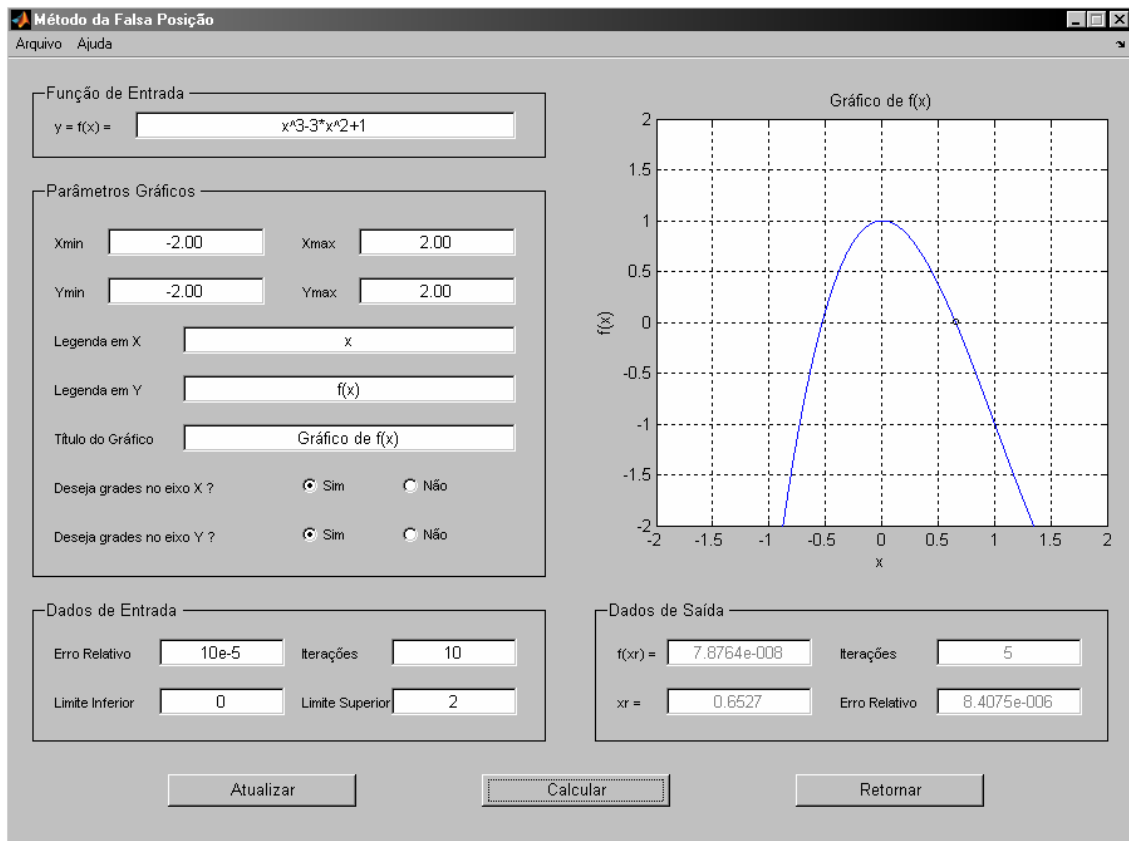 Método da Falsa Posição
Arquivo Ajuda
Função de Entrada
y = f(x) = x^3-3*x^2+1
Parâmetros Gráficos
Xmin -2.00 Xmax 2.00
Ymin -2.00 Ymax 2.00
Legenda em X x
Legenda em Y f(x)
Título do Gráfico Gráfico de f(x)
Deseja grades no eixo X ? Sim Não
Deseja grades no eixo Y ? Sim Não
Gráfico de f(x)
2
1.5
1
0.5
0
-0.5
-1
-1.5
-2
f(x)
-2 -1.5 -1 -0.5 0 0.5 1 1.5 2
x
Dados de Entrada
Erro Relativo 10e-5 Iterações 10
Limite Inferior 0 Limite Superior 2
Dados de Saída
f(xr) = 7.8764e-008 Iterações 5
xr = 0.6527 Erro Relativo 8.4075e-006
Atualizar Calcular Retornar